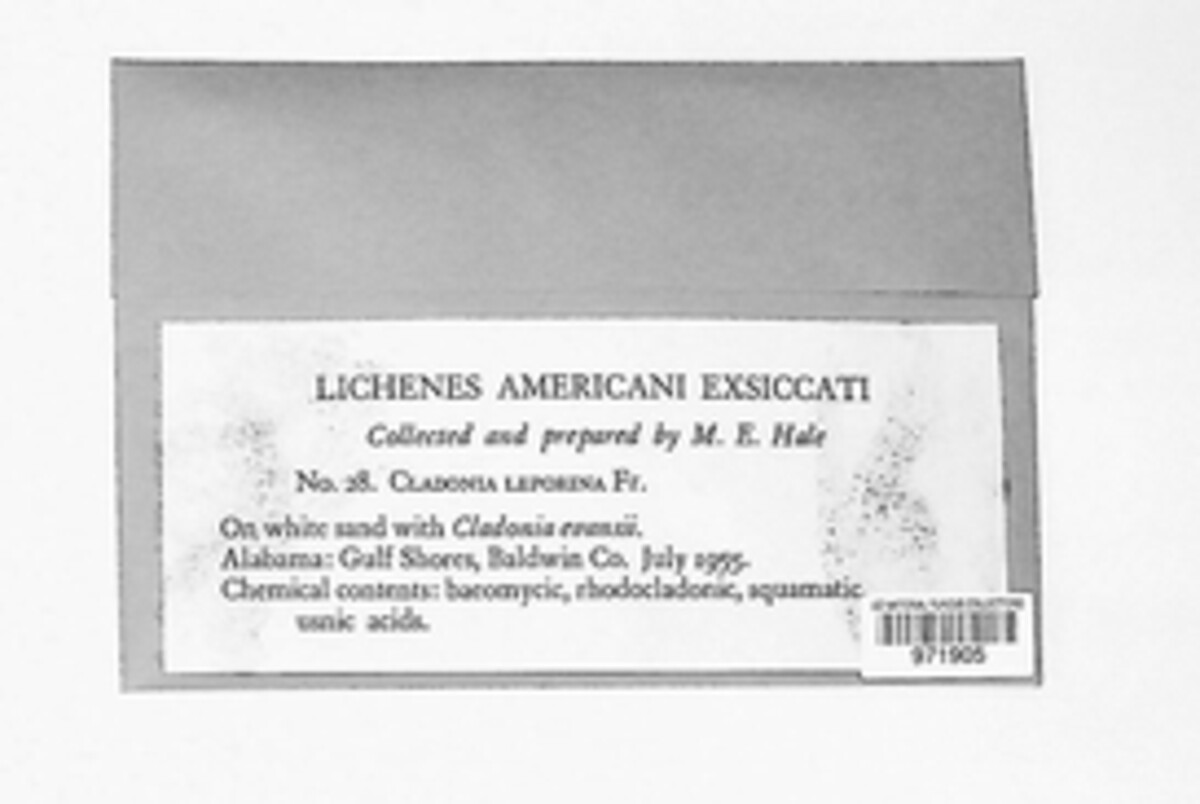 LICHENES AMERICANI EXSICCATI
Collected and prepared by M. E. Hale
No. 28. CLADONIA LEPORINA Fr.
On white sand with Cladonia evansii.
Alabama: Gulf Shores, Baldwin Co. July 1955.
Chemical contents: baeomycic, rhodocladonic, squamatic
usnic acids.
971905